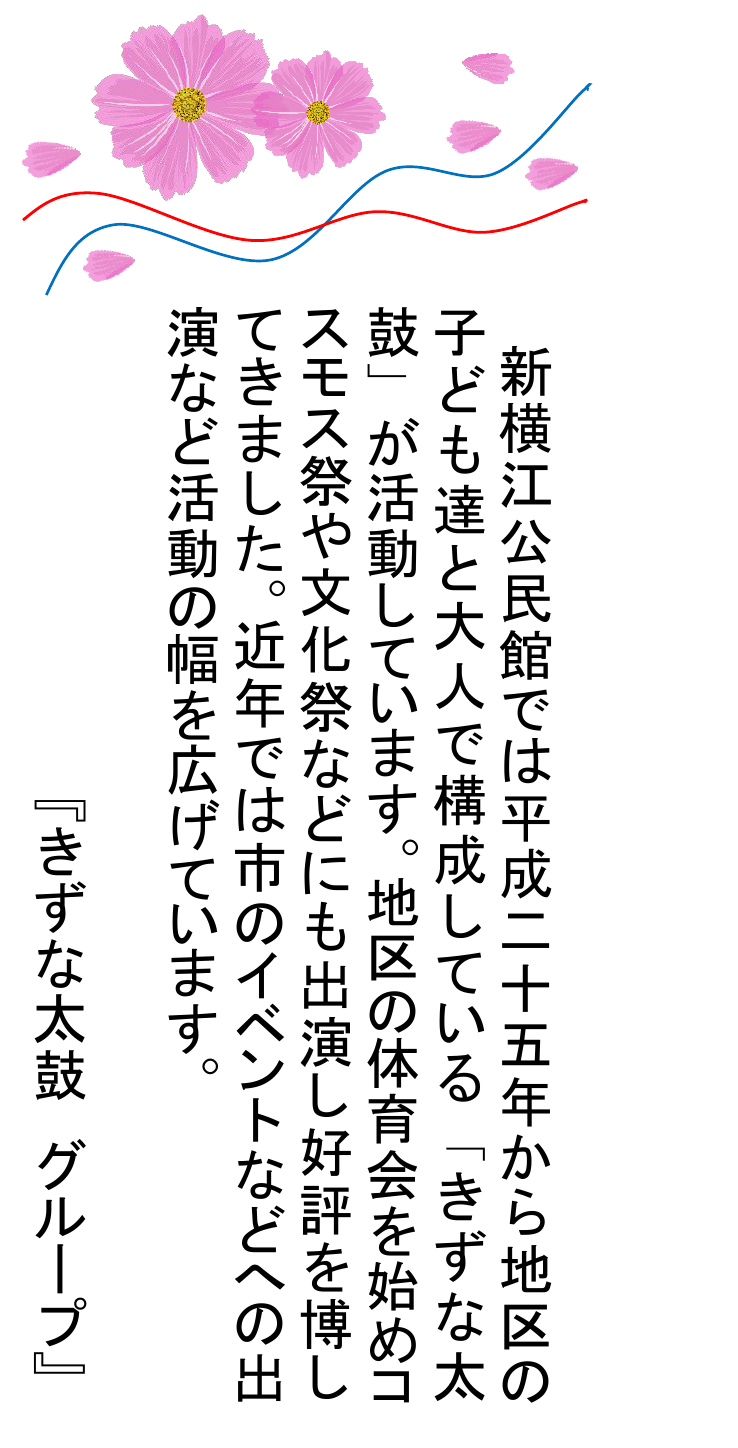 新横江公民館では平成二十五年から地区の
子ども達と大人で構成している「きずな太
鼓」が活動しています。地区の体育会を始めコ
スモス祭や文化祭などにも出演し好評を博し
てきました。近年では市のイベントなどへの出
演など活動の幅を広げています。
『きずな太鼓 グループ』